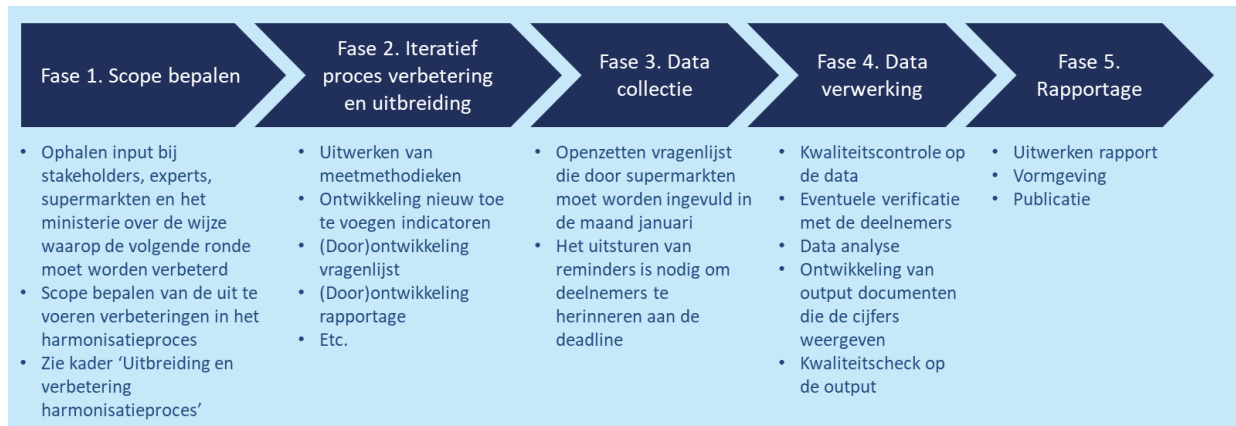 Fase 1. Scope bepalen
Fase 2. Iteratief
proces verbetering
en uitbreiding
Fase 3. Data
collectie
Fase 4. Data
verwerking
Fase 5.
Rapportage
• Ophalen input bij
stakeholders, experts,
supermarkten en het
ministerie over de wijze
waarop de volgende ronde
moet worden verbeterd
• Scope bepalen van de uit te
voeren verbeteringen in het
harmonisatieproces
• Zie kader ‘Uitbreiding en
verbetering
harmonisatieproces’
• Uitwerken van
meetmethodieken
• Ontwikkeling nieuw toe
te voegen indicatoren
• (Door)ontwikkeling
vragenlijst
• (Door)ontwikkeling
rapportage
• Etc.
• Openzetten vragenlijst
die door supermarkten
moet worden ingevuld in
de maand januari
• Het uitsturen van
reminders is nodig om
deelnemers te
herinneren aan de
deadline
• Kwaliteitscontrole op
de data
• Eventuele verificatie
met de deelnemers
• Data analyse
• Ontwikkeling van
output documenten
die de cijfers
weergeven
• Kwaliteitscheck op
de output
• Uitwerken rapport
• Vormgeving
• Publicatie